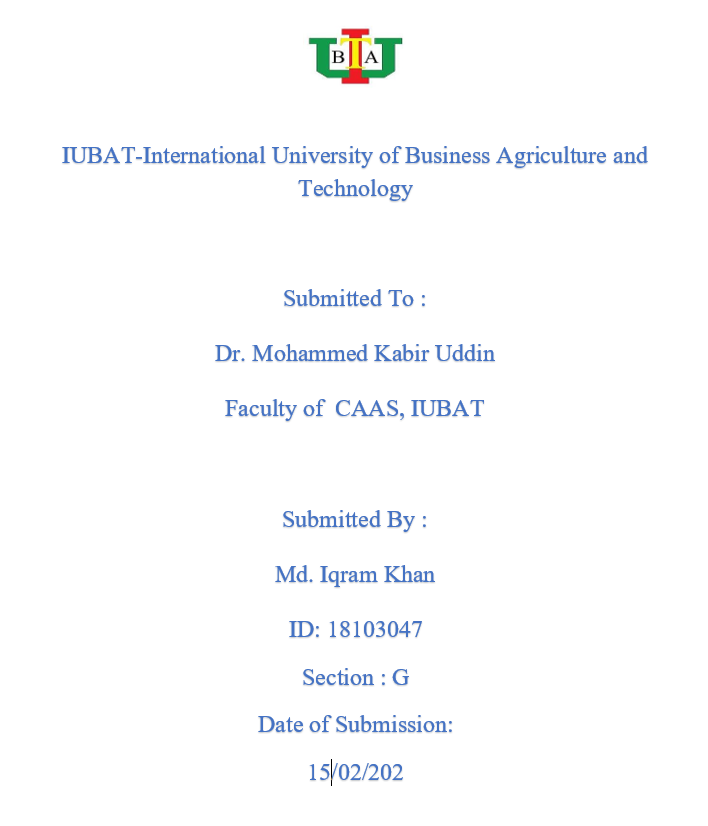 IUBAT
IUBAT-International University of Business Agriculture and
Technology
Submitted To :
Dr. Mohammed Kabir Uddin
Faculty of  CAAS, IUBAT
Submitted By :
Md. Iqram Khan
ID: 18103047
Section : G
Date of Submission:
15/02/202